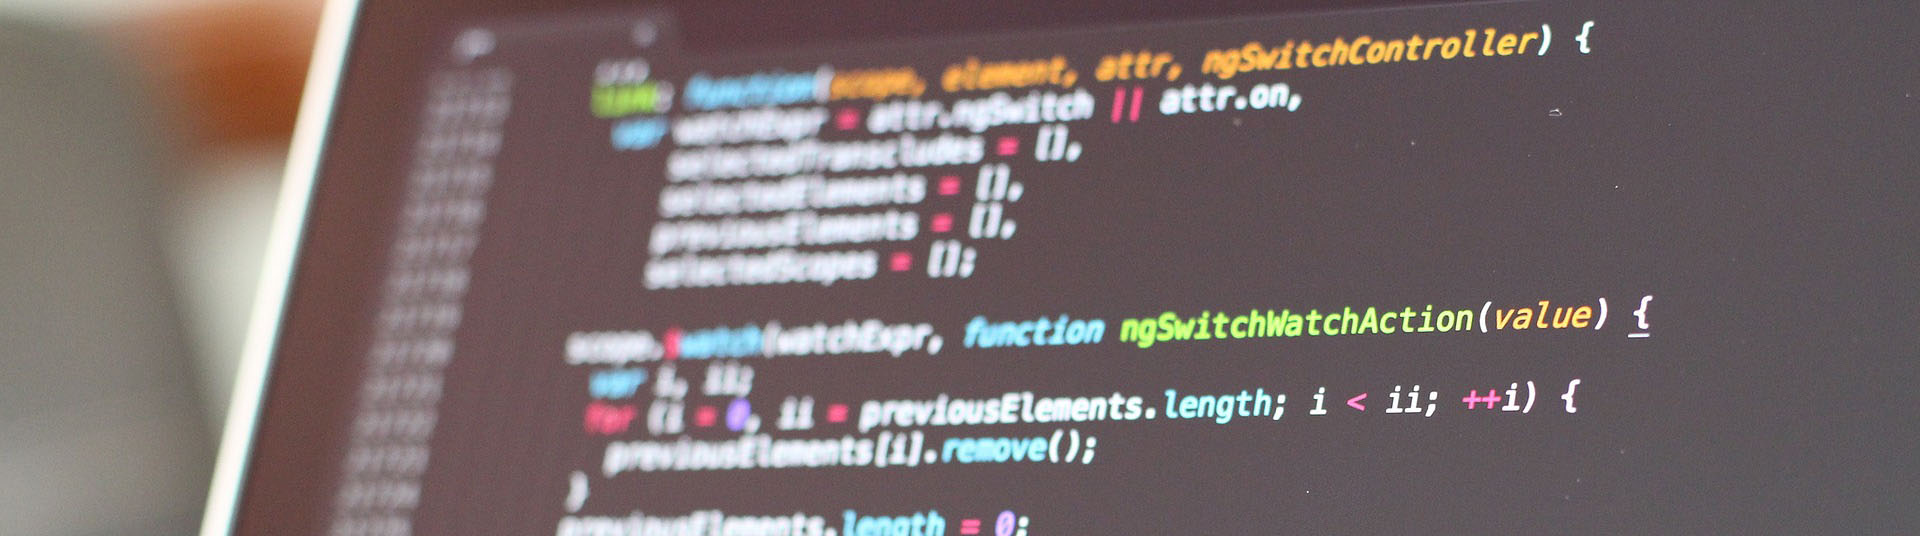 link: function(scope, element, attr, ngSwitchController) {
var watchExpr = attr.ngSwitch || attr.on,
selectedTranscludes = [],
selectedElements = [],
previousElements = [],
selectedScopes = [];
scope.$watch(watchExpr, function ngSwitchWatchAction(value) {
var i, ii;
for (i = 0, ii = previousElements.length; i < ii; ++i) {
previousElements[i].remove();
}
previousElements.length = 0;